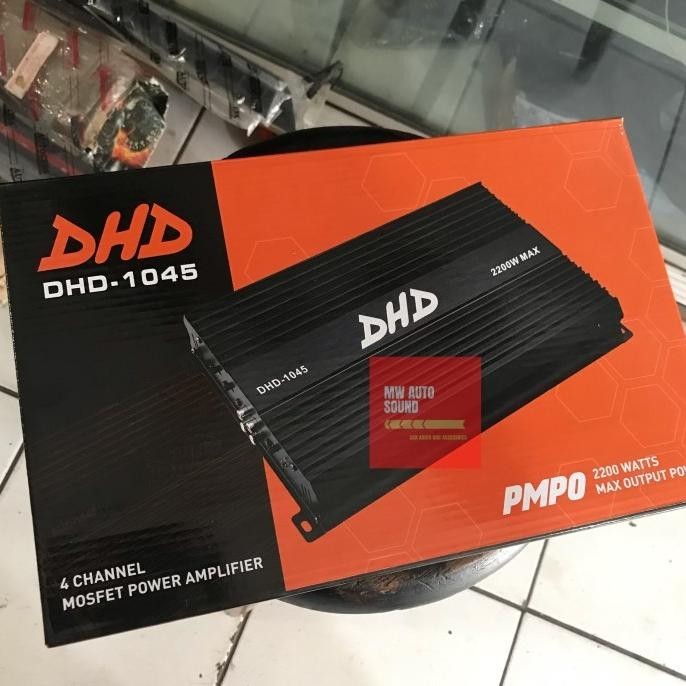 DHD
DHD-1045
2200W MAX
DHD
DHD-1045
MW AUTO
SOUND
PMPO
2200 WATTS
MAX OUTPUT PO
4 CHANNEL
MOSFET POWER AMPLIFIER